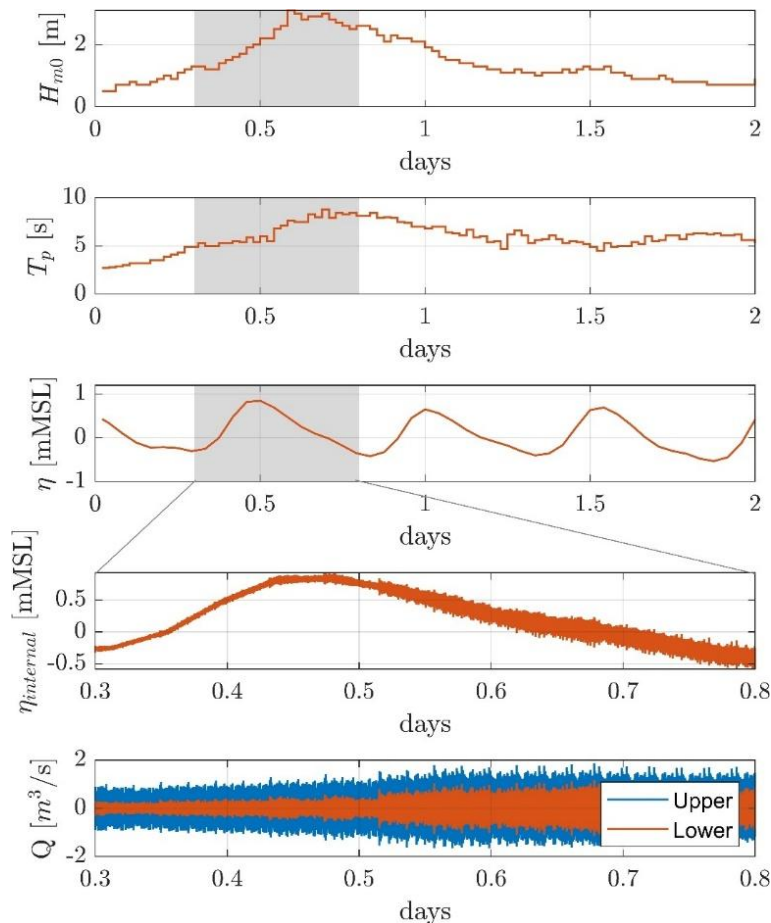 H_{m0} [m]
2
0
0 0.5 1 1.5 2
days
T_p [s]
10
5
0
0 0.5 1 1.5 2
days
η [mMSL]
1
0
-1
0 0.5 1 1.5 2
days
η_{internal} [mMSL]
0.5
0
-0.5
0.3 0.4 0.5 0.6 0.7 0.8
days
Q [m^3/s]
2
0
-2
Upper
Lower
0.3 0.4 0.5 0.6 0.7 0.8
days